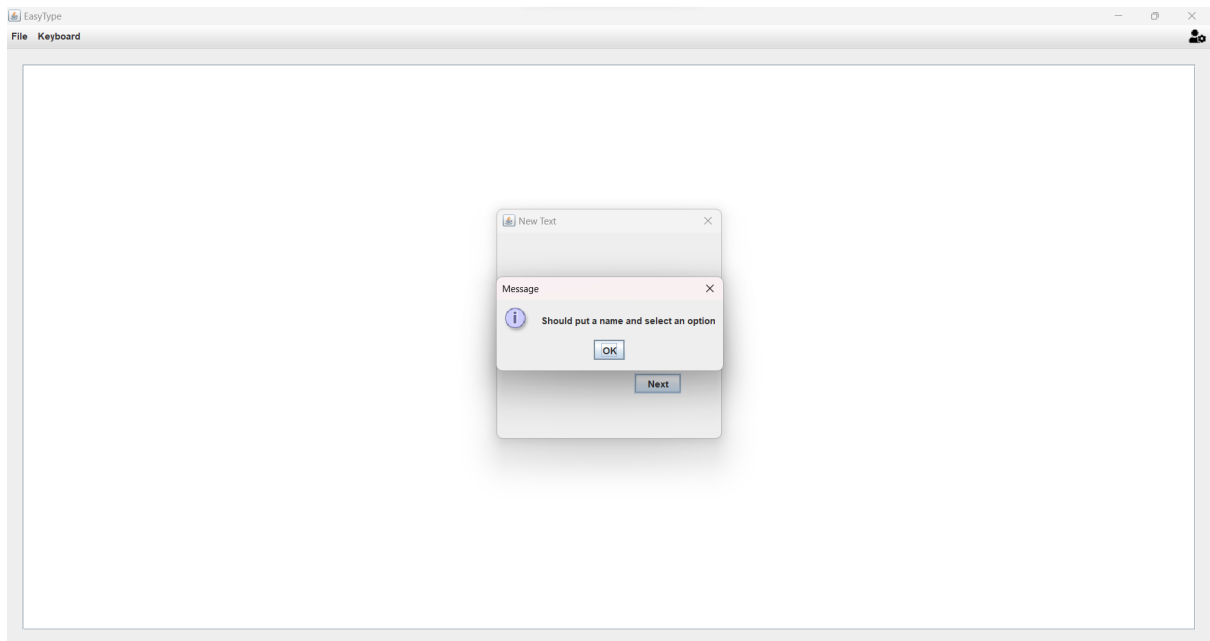 EasyType
File Keyboard
New Text
Message
Should put a name and select an option
OK
Next